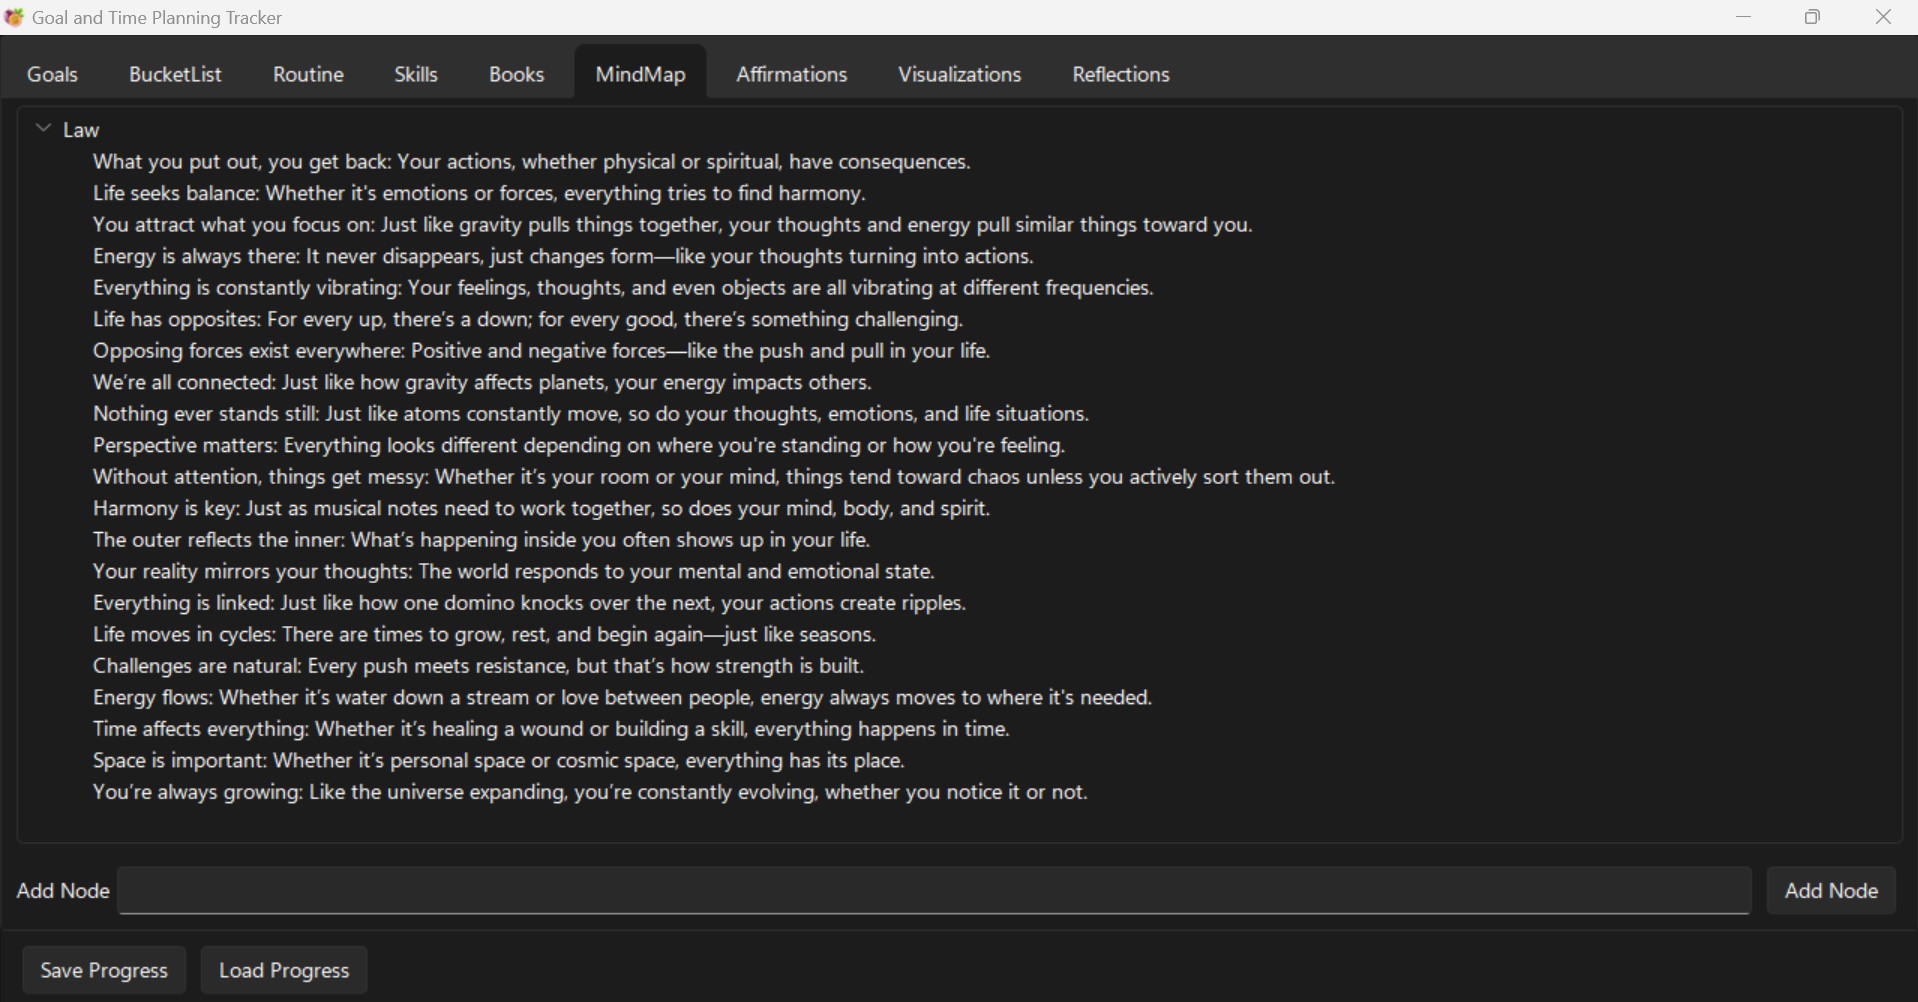 Goal and Time Planning Tracker
Goals BucketList Routine Skills Books MindMap Affirmations Visualizations Reflections
Law
What you put out, you get back: Your actions, whether physical or spiritual, have consequences.
Life seeks balance: Whether it's emotions or forces, everything tries to find harmony.
You attract what you focus on: Just like gravity pulls things together, your thoughts and energy pull similar things toward you.
Energy is always there: It never disappears, just changes form—like your thoughts turning into actions.
Everything is constantly vibrating: Your feelings, thoughts, and even objects are all vibrating at different frequencies.
Life has opposites: For every up, there’s a down; for every good, there’s something challenging.
Opposing forces exist everywhere: Positive and negative forces—like the push and pull in your life.
We’re all connected: Just like how gravity affects planets, your energy impacts others.
Nothing ever stands still: Just like atoms constantly move, so do your thoughts, emotions, and life situations.
Perspective matters: Everything looks different depending on where you're standing or how you're feeling.
Without attention, things get messy: Whether it’s your room or your mind, things tend toward chaos unless you actively sort them out.
Harmony is key: Just as musical notes need to work together, so does your mind, body, and spirit.
The outer reflects the inner: What’s happening inside you often shows up in your life.
Your reality mirrors your thoughts: The world responds to your mental and emotional state.
Everything is linked: Just like how one domino knocks over the next, your actions create ripples.
Life moves in cycles: There are times to grow, rest, and begin again—just like seasons.
Challenges are natural: Every push meets resistance, but that’s how strength is built.
Energy flows: Whether it’s water down a stream or love between people, energy always moves to where it's needed.
Time affects everything: Whether it’s healing a wound or building a skill, everything happens in time.
Space is important: Whether it’s personal space or cosmic space, everything has its place.
You’re always growing: Like the universe expanding, you’re constantly evolving, whether you notice it or not.
Add Node Add Node
Save Progress Load Progress